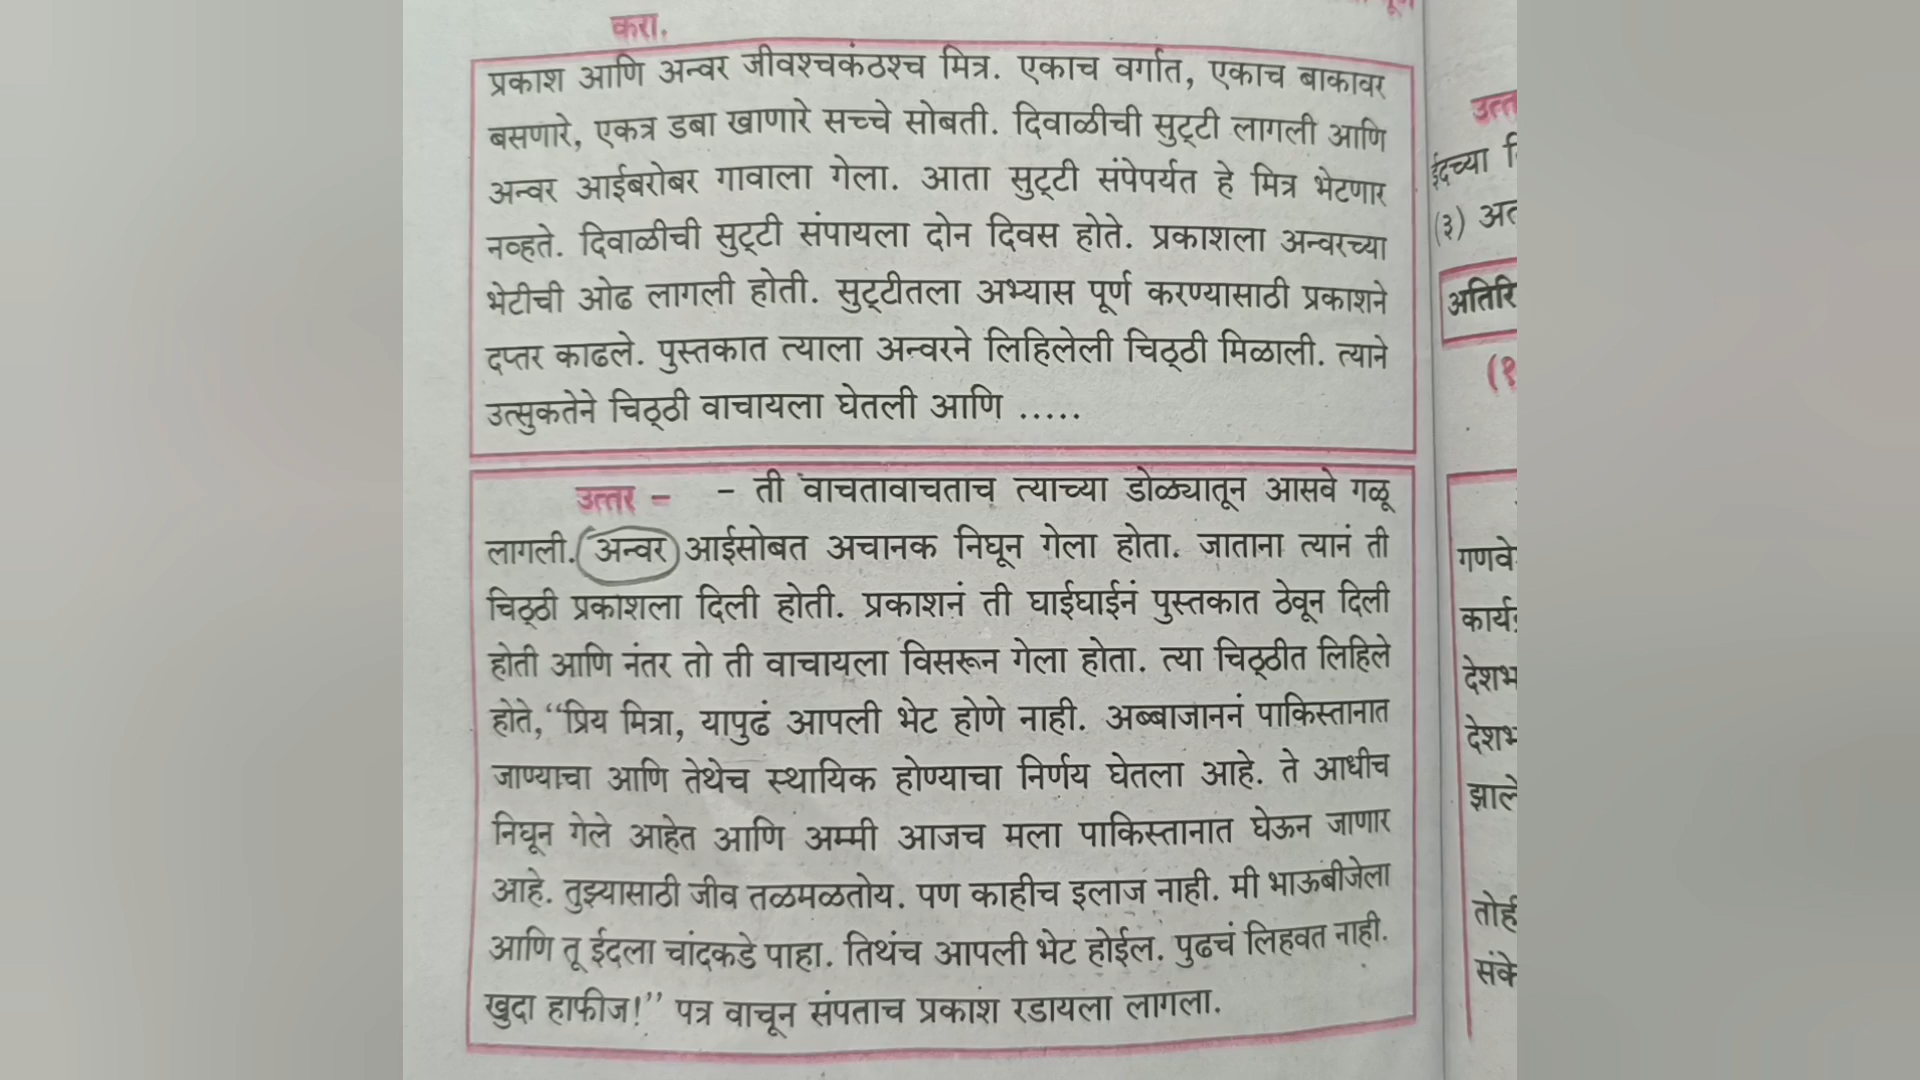 करा.
प्रकाश आणि अन्वर जीवश्चकंठश्च मित्र. एकाच वर्गात, एकाच बाकावर
बसणारे, एकत्र डबा खाणारे सच्चे सोबती. दिवाळीची सुट्टी लागली आणि
अन्वर आईबरोबर गावाला गेला. आता सुट्टी संपेपर्यंत हे मित्र भेटणार
नव्हते. दिवाळीची सुट्टी संपायला दोन दिवस होते. प्रकाशला अन्वरच्या
भेटीची ओढ लागली होती. सुट्टीतला अभ्यास पूर्ण करण्यासाठी प्रकाशने
दप्तर काढले. पुस्तकात त्याला अन्वरने लिहिलेली चिठ्ठी मिळाली. त्याने
उत्सुकतेने चिठ्ठी वाचायला घेतली आणि .....
उत्तर – – ती वाचतावाचताच त्याच्या डोळ्यातून आसवे गळू
लागली. अन्वर आईसोबत अचानक निघून गेला होता. जाताना त्यानं ती
चिठ्ठी प्रकाशला दिली होती. प्रकाशनं ती घाईघाईनं पुस्तकात ठेवून दिली
होती आणि नंतर तो ती वाचायला विसरून गेला होता. त्या चिठ्ठीत लिहिले
होते,“प्रिय मित्रा, यापुढं आपली भेट होणे नाही. अब्बाजाननं पाकिस्तानात
जाण्याचा आणि तेथेच स्थायिक होण्याचा निर्णय घेतला आहे. ते आधीच
निघून गेले आहेत आणि अम्मी आजच मला पाकिस्तानात घेऊन जाणार
आहे. तुझ्यासाठी जीव तळमळतोय. पण काहीच इलाज नाही. मी भाऊबीजेला
आणि तू ईदला चांदकडे पाहा. तिथंच आपली भेट होईल. पुढचं लिहवत नाही.
खुदा हाफीज!” पत्र वाचून संपताच प्रकाश रडायला लागला.
ईदच्या
(३)